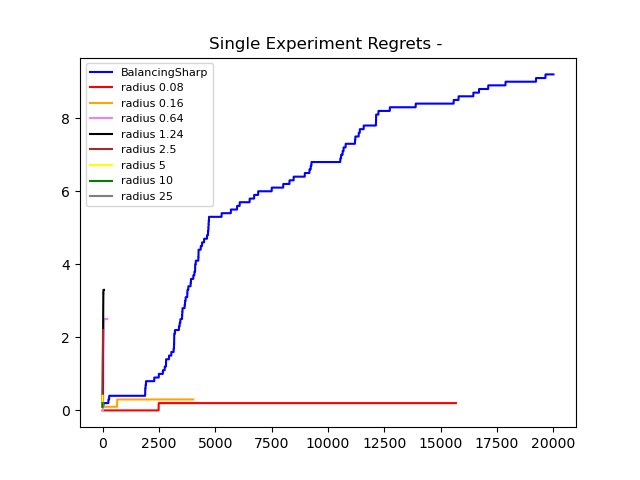 Single Experiment Regrets -
BalancingSharp
radius 0.08
radius 0.16
radius 0.64
radius 1.24
radius 2.5
radius 5
radius 10
radius 25
8
6
4
2
0
0 2500 5000 7500 10000 12500 15000 17500 20000